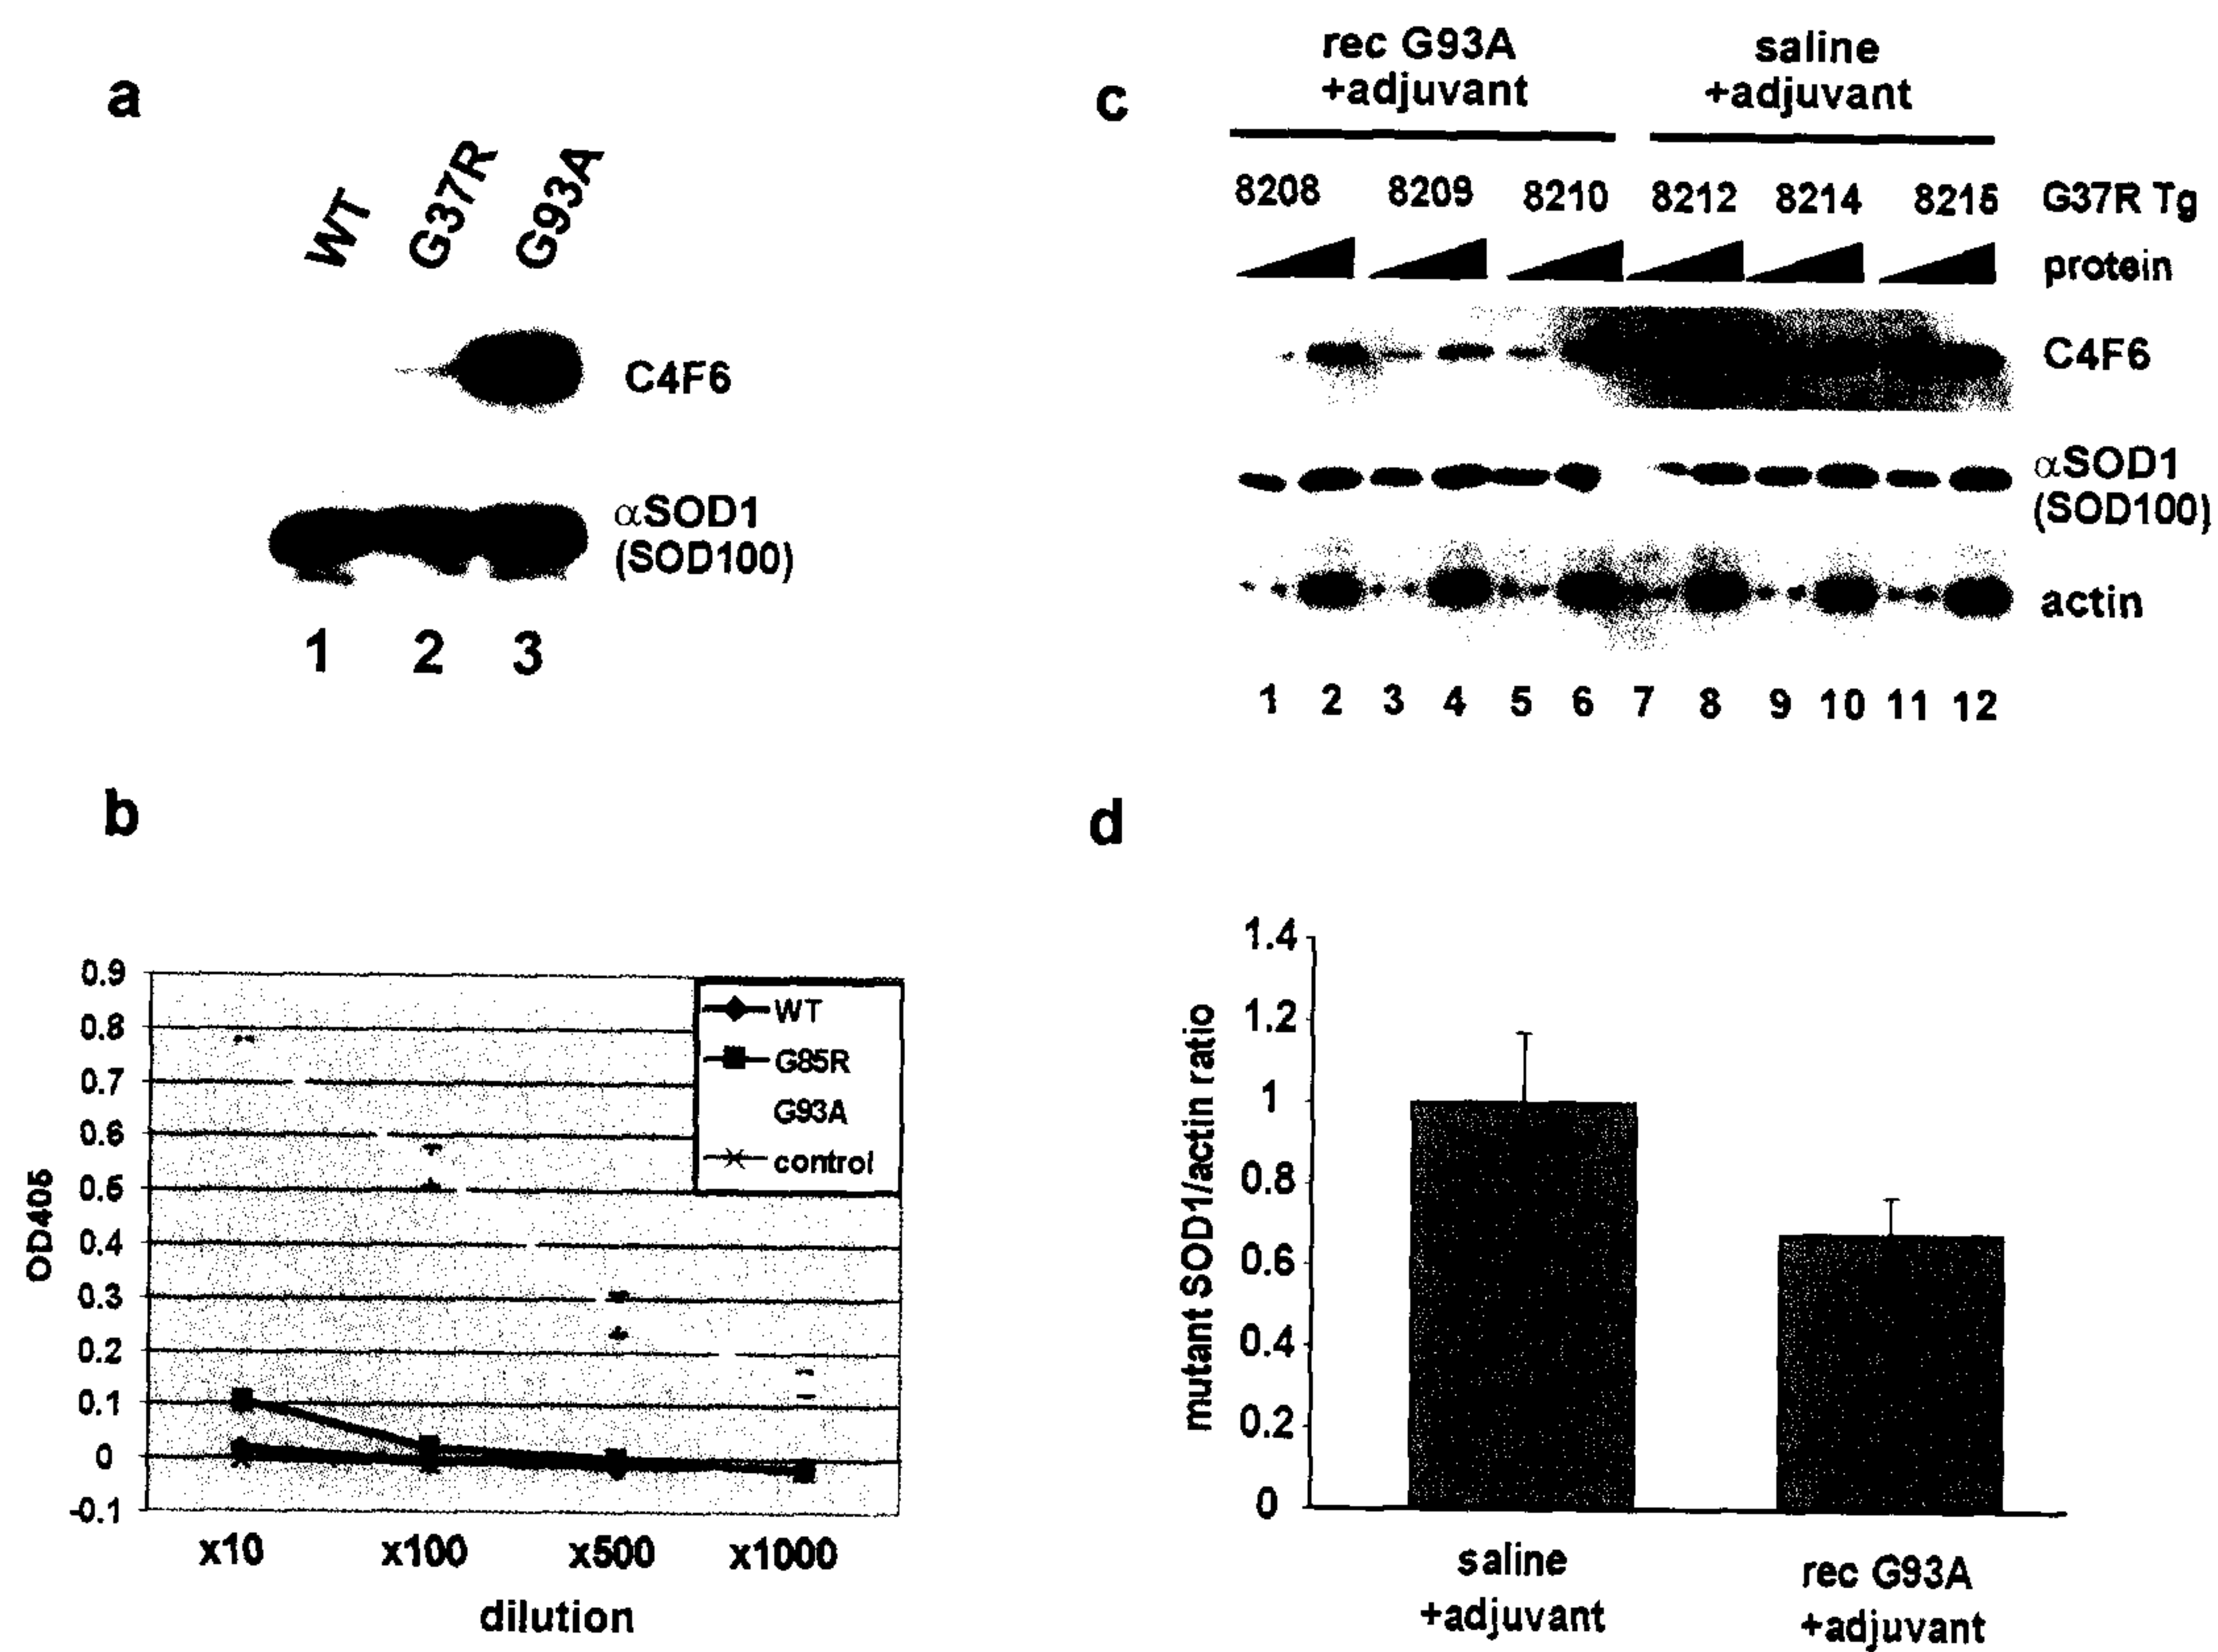 a
WT
G37R
G93A
C4F6
αSOD1
(SOD100)
1 2 3
b
0.9
0.8
0.7
0.6
0.5
0.4
0.3
0.2
0.1
0
-0.1
OD405
WT
G85R
G93A
control
x10 x100 x500 x1000
dilution
c
rec G93A
+adjuvant
saline
+adjuvant
8208 8209 8210 8212 8214 8215 G37R Tg
protein
C4F6
αSOD1
(SOD100)
actin
1 2 3 4 5 6 7 8 9 10 11 12
d
1.4
1.2
1
0.8
0.6
0.4
0.2
0
mutant SOD1/actin ratio
saline
+adjuvant
rec G93A
+adjuvant